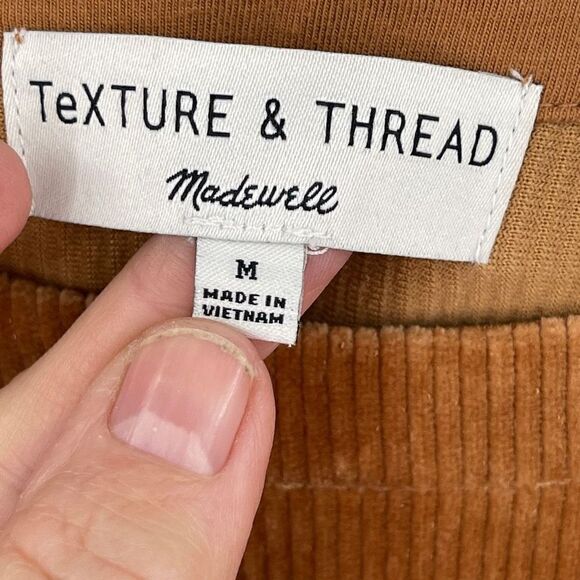 TeXTURE & THREAD
Madewell
M
MADE IN
VIETNAM